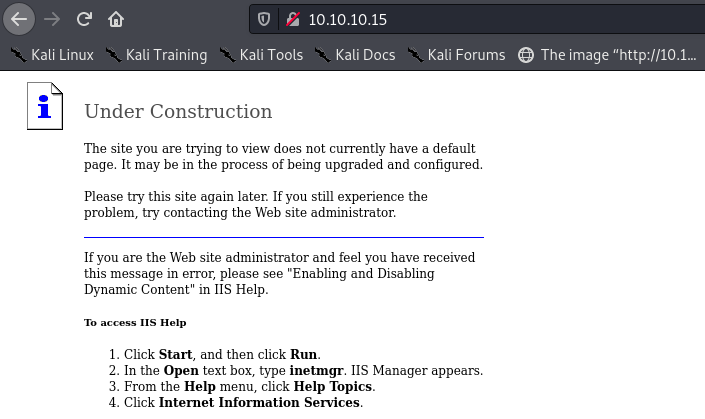 10.10.10.15
Kali Linux Kali Training Kali Tools Kali Docs Kali Forums The image “http://10.1...
i
Under Construction
The site you are trying to view does not currently have a default
page. It may be in the process of being upgraded and configured.
Please try this site again later. If you still experience the
problem, try contacting the Web site administrator.
If you are the Web site administrator and feel you have received
this message in error, please see "Enabling and Disabling
Dynamic Content" in IIS Help.
To access IIS Help
1. Click Start, and then click Run.
2. In the Open text box, type inetmgr. IIS Manager appears.
3. From the Help menu, click Help Topics.
4. Click Internet Information Services.